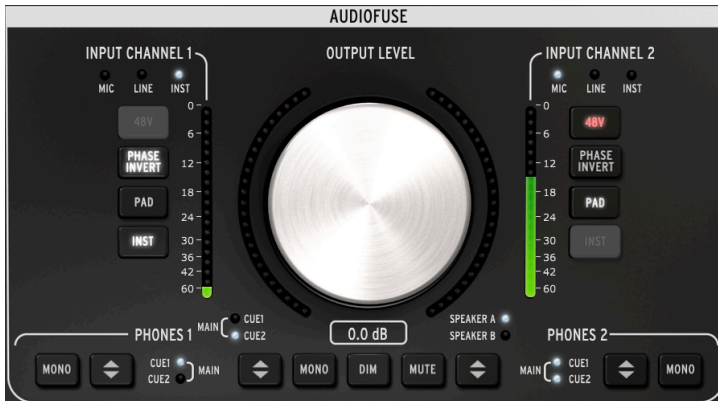 AUDIOFUSE
INPUT CHANNEL 1
OUTPUT LEVEL
INPUT CHANNEL 2
MIC LINE INST
MIC LINE INST
48V
PHASE
INVERT
PAD
INST
0
6
12
18
24
30
36
42
60
0
6
12
18
24
30
36
42
60
48V
PHASE
INVERT
PAD
INST
PHONES 1
MAIN
CUE1
CUE2
0.0 dB
SPEAKER A
SPEAKER B
PHONES 2
MONO
CUE1
CUE2
MAIN
MONO
DIM
MUTE
MAIN
CUE1
CUE2
MONO